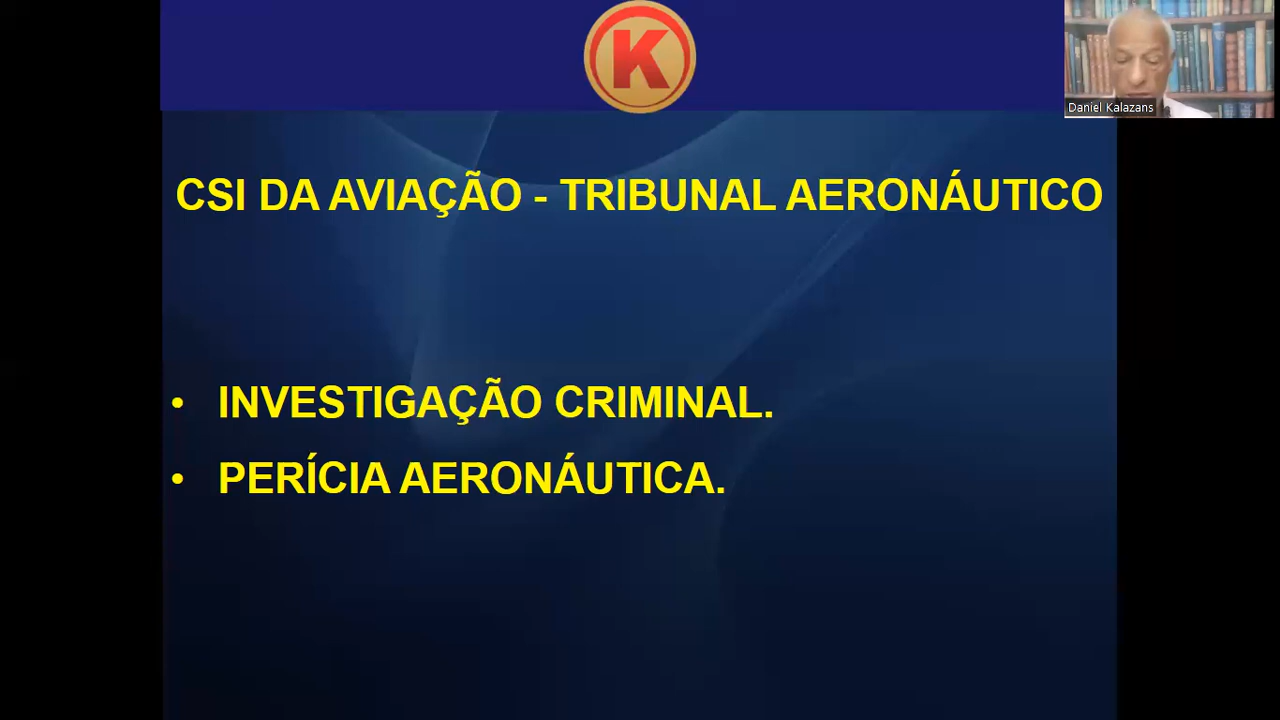 K
Daniel Kalazans
CSI DA AVIAÇÃO - TRIBUNAL AERONÁUTICO
• INVESTIGAÇÃO CRIMINAL.
• PERÍCIA AERONÁUTICA.